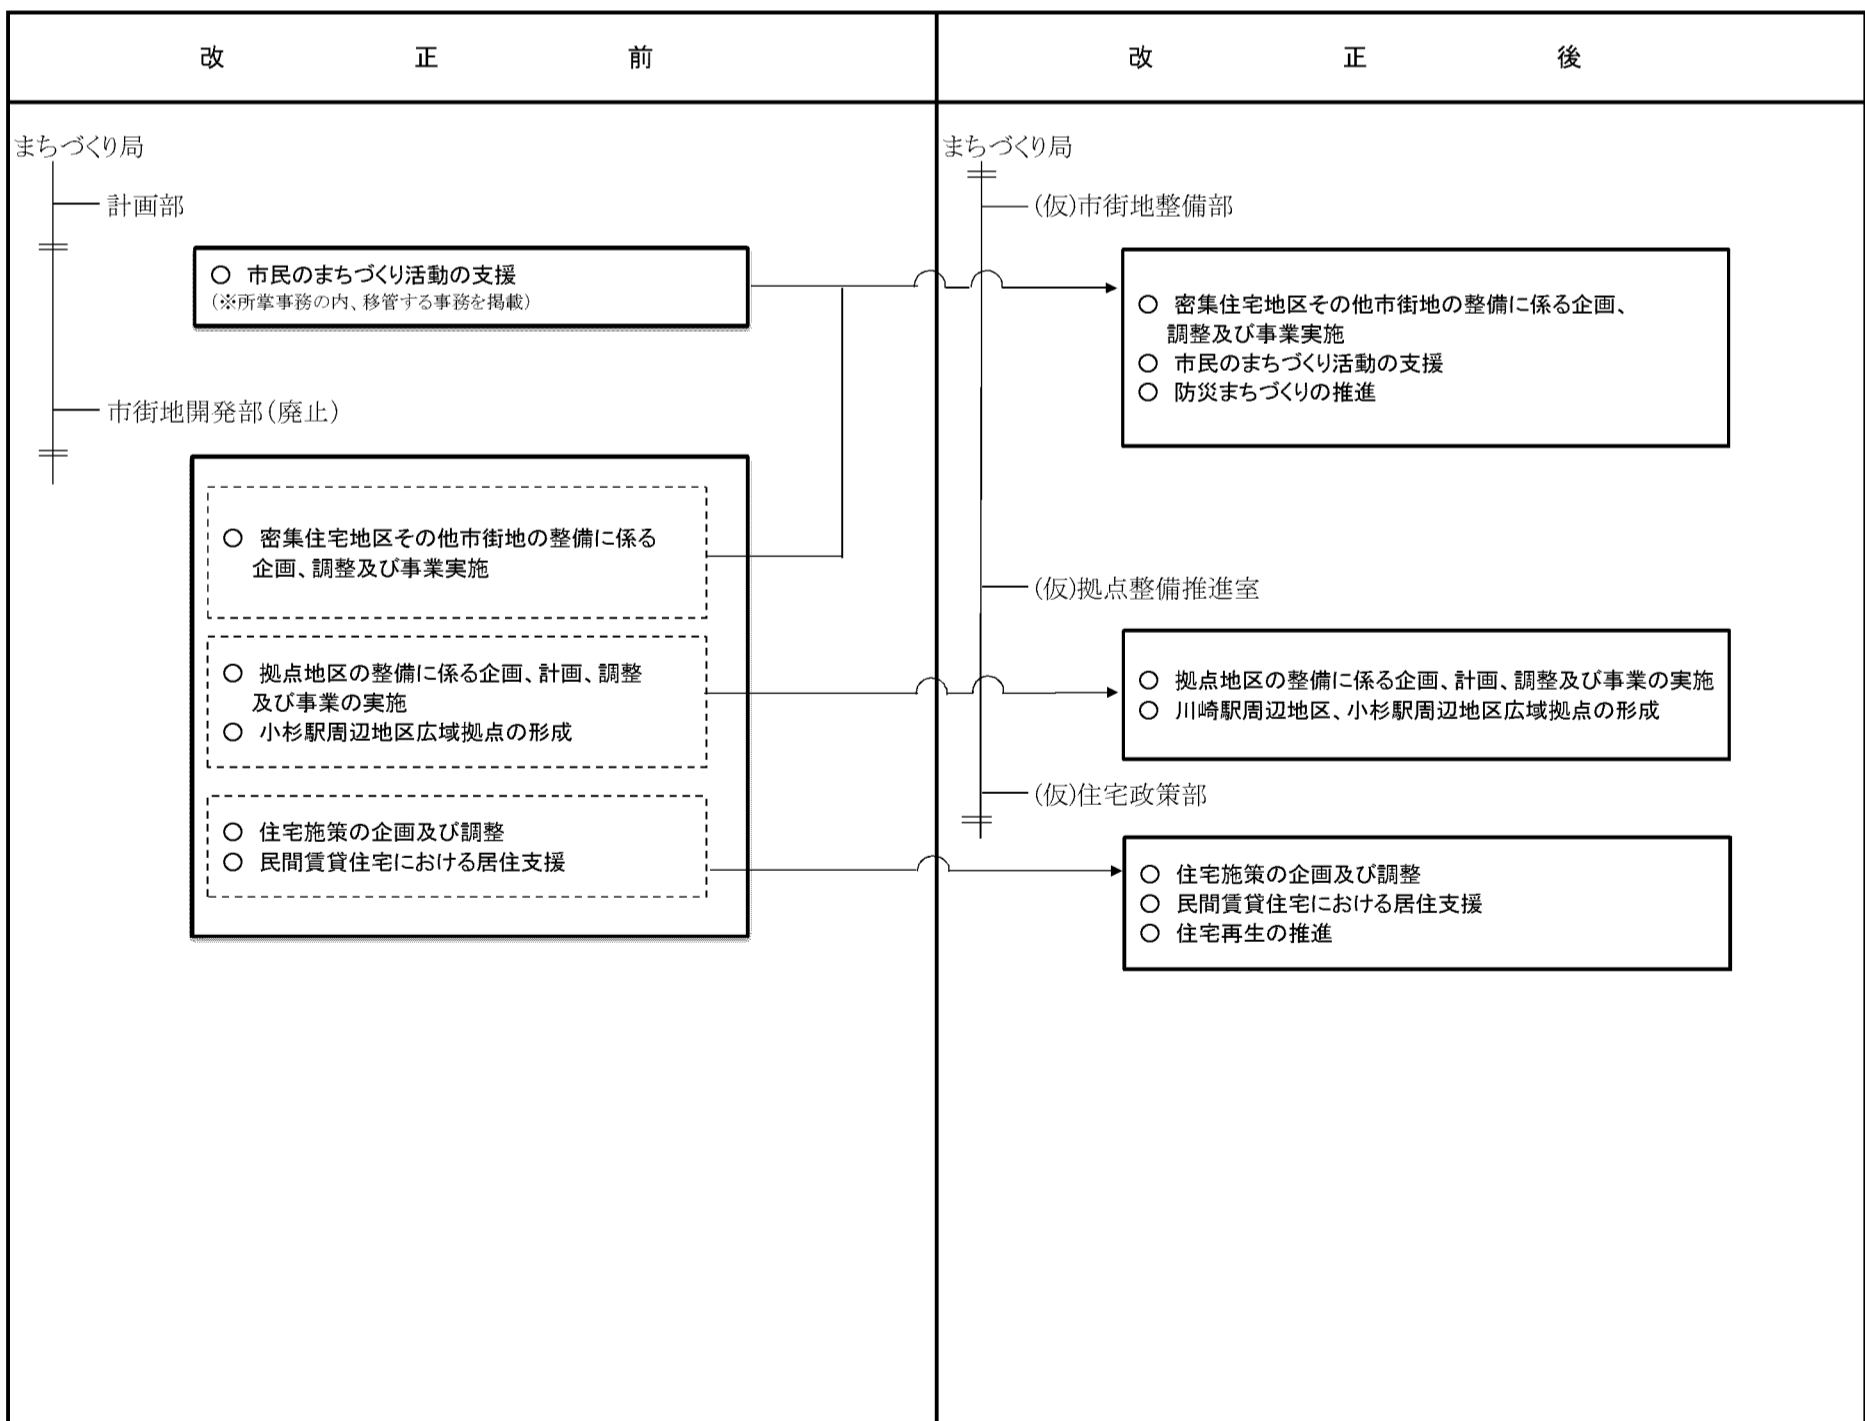 改正前
まちづくり局
計画部
○ 市民のまちづくり活動の支援
(※所掌事務の内、移管する事務を掲載)
市街地開発部(廃止)
○ 密集住宅地区その他市街地の整備に係る
企画、調整及び事業実施
○ 拠点地区の整備に係る企画、計画、調整
及び事業の実施
○ 小杉駅周辺地区広域拠点の形成
○ 住宅施策の企画及び調整
○ 民間賃貸住宅における居住支援
改正後
まちづくり局
(仮)市街地整備部
○ 密集住宅地区その他市街地の整備に係る企画、
調整及び事業実施
○ 市民のまちづくり活動の支援
○ 防災まちづくりの推進
(仮)拠点整備推進室
○ 拠点地区の整備に係る企画、計画、調整及び事業の実施
○ 川崎駅周辺地区、小杉駅周辺地区広域拠点の形成
(仮)住宅政策部
○ 住宅施策の企画及び調整
○ 民間賃貸住宅における居住支援
○ 住宅再生の推進